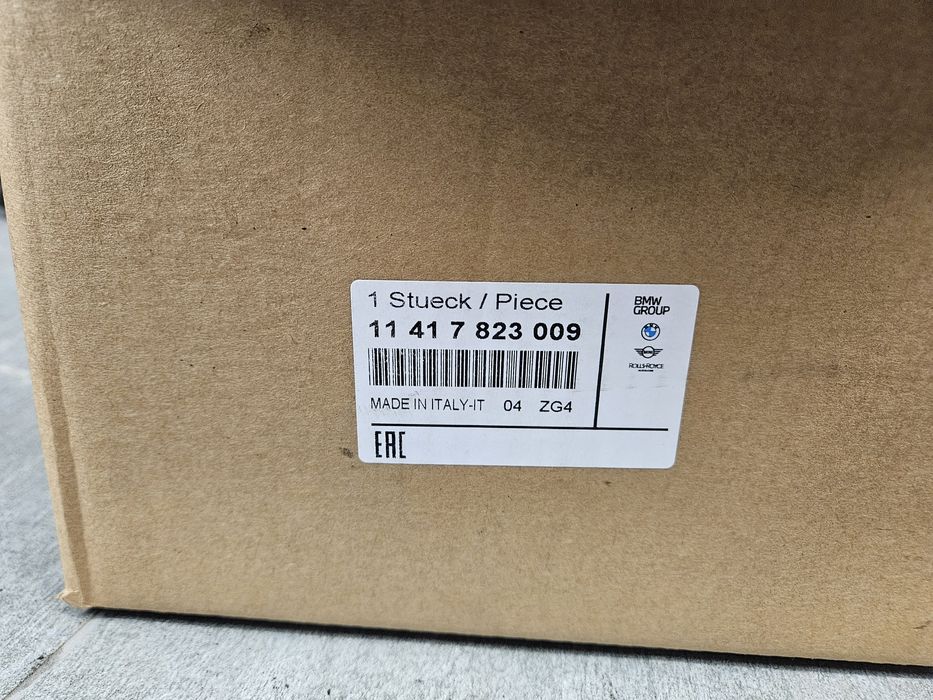 1 Stueck / Piece
11 41 7 823 009
MADE IN ITALY-IT 04 ZG4
EAC
BMW
GROUP
MINI
ROLLS-ROYCE